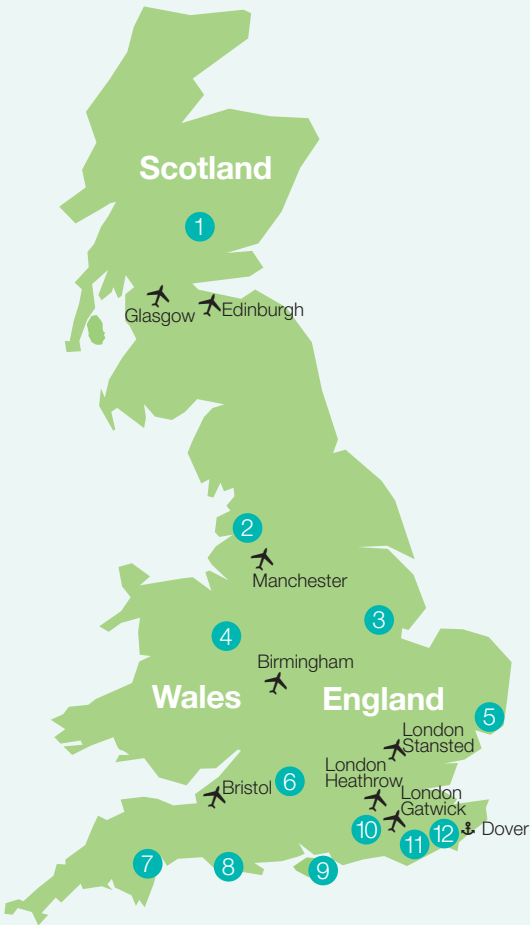 Scotland
1
Glasgow
Edinburgh
2
Manchester
3
4
Birmingham
Wales
England
5
London
Stansted
6
London
Heathrow
Bristol
London
Gatwick
10
11
12
Dover
7
8
9